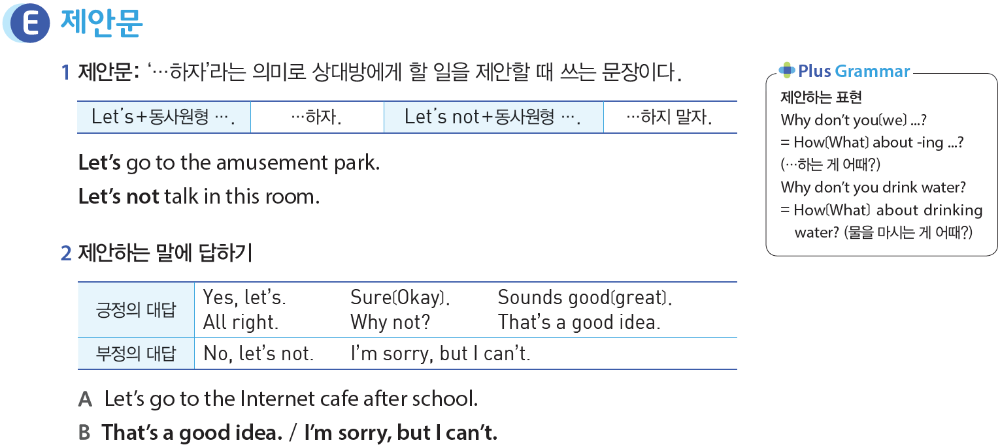 E 제안문
1 제안문: ‘…하자’라는 의미로 상대방에게 할 일을 제안할 때 쓰는 문장이다.
Let’s+동사원형 …. …하자. Let’s not+동사원형 …. …하지 말자.
Let’s go to the amusement park.
Let’s not talk in this room.
2 제안하는 말에 답하기
긍정의 대답
Yes, let’s. Sure(Okay). Sounds good(great).
All right. Why not? That’s a good idea.
부정의 대답 No, let’s not. I’m sorry, but I can’t.
A Let’s go to the Internet cafe after school.
B That’s a good idea. / I’m sorry, but I can’t.
Plus Grammar
제안하는 표현
Why don’t you(we) ...?
= How(What) about -ing ...?
(…하는 게 어때?)
Why don’t you drink water?
= How(What) about drinking
water? (물을 마시는 게 어때?)